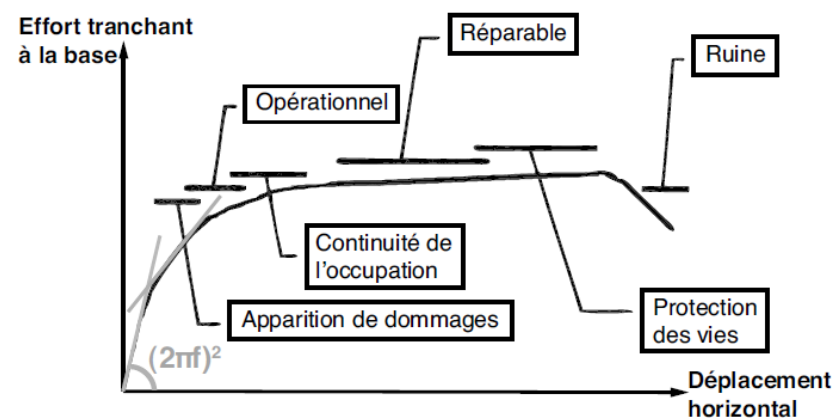 Effort tranchant
à la base
Réparable
Ruine
Opérationnel
Continuité de
l'occupation
Apparition de dommages
Protection
des vies
(2πf)²
Déplacement
horizontal